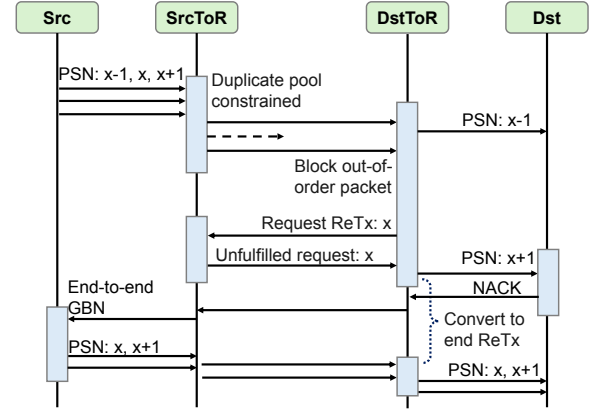 Src
SrcToR
DstToR
Dst
PSN: x-1, x, x+1
Duplicate pool
constrained
PSN: x-1
Block out-of-
order packet
Request ReTx: x
Unfulfilled request: x
PSN: x+1
NACK
End-to-end
GBN
Convert to
end ReTx
PSN: x, x+1
PSN: x, x+1